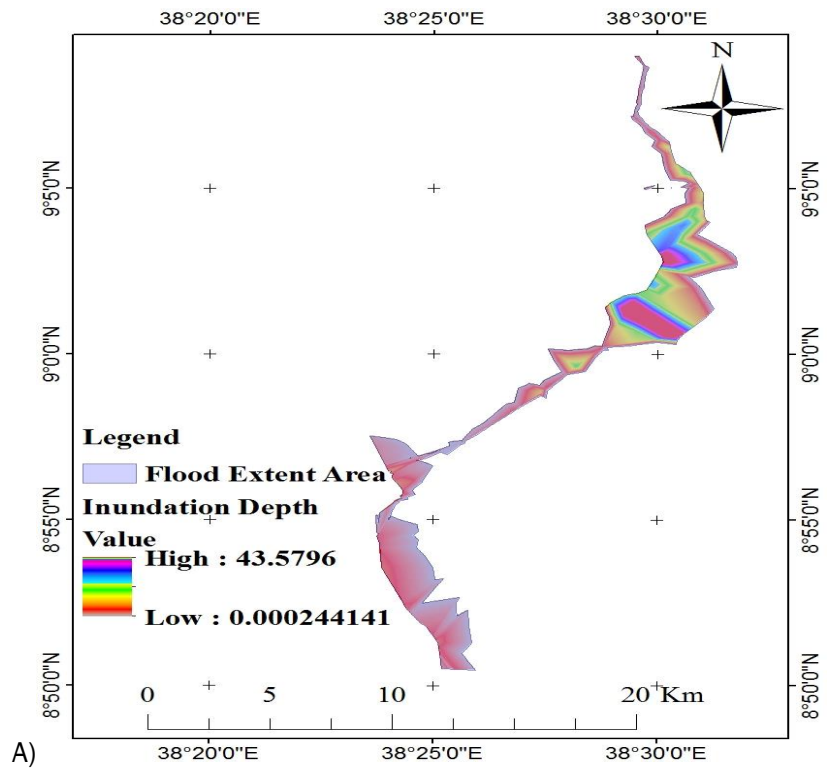 38°20'0"E 38°25'0"E 38°30'0"E
N
9°5'0"N 9°5'0"N
9°0'0"N 9°0'0"N
Legend
Flood Extent Area
Inundation Depth
8°55'0"N 8°55'0"N
Value
High : 43.5796
Low : 0.000244141
8°50'0"N 8°50'0"N
0 5 10 20 Km
A)
38°20'0"E 38°25'0"E 38°30'0"E